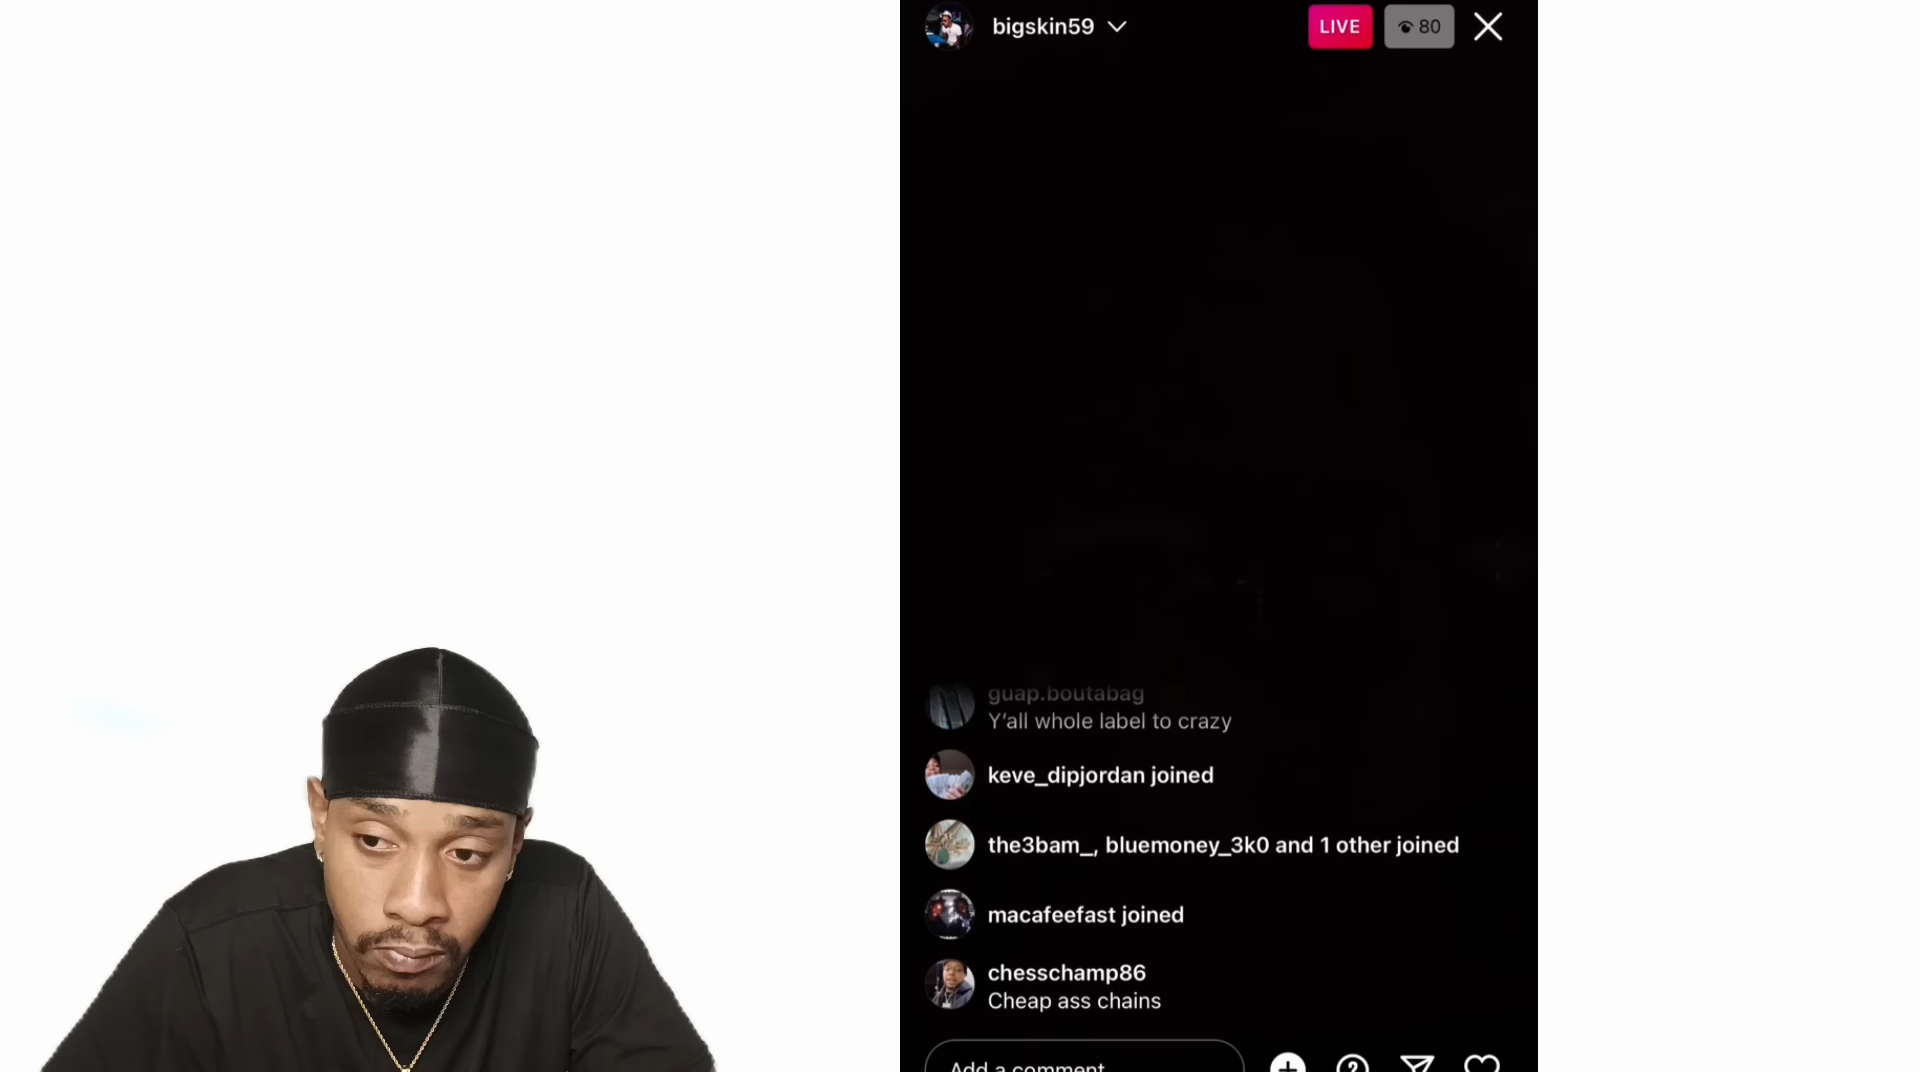 bigskin59
LIVE
80
guap.boutabag
Y'all whole label to crazy
keve_dipjordan joined
the3bam_, bluemoney_3k0 and 1 other joined
macafeefast joined
chesschamp86
Cheap ass chains
Add a comment